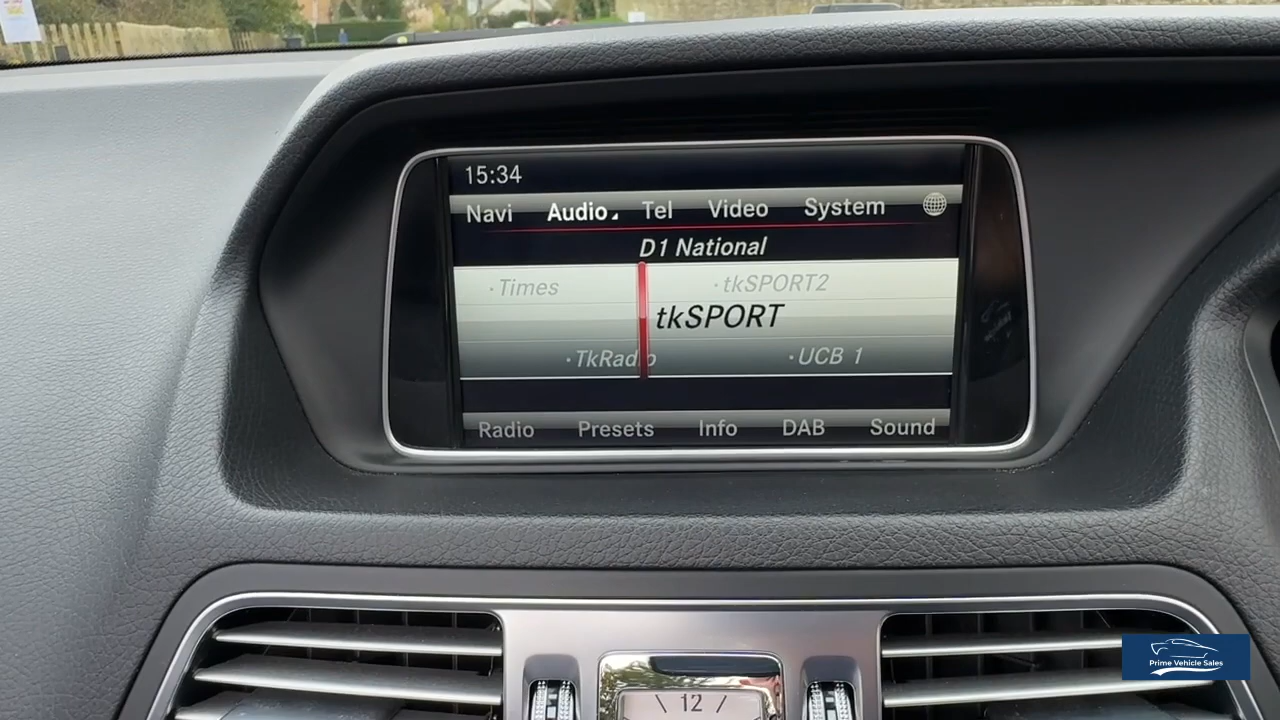 15:34
Navi Audio Tel Video System
D1 National
Times tkSPORT2
tkSPORT
TkRadio UCB 1
Radio Presets Info DAB Sound
12
Prime Vehicle Sales